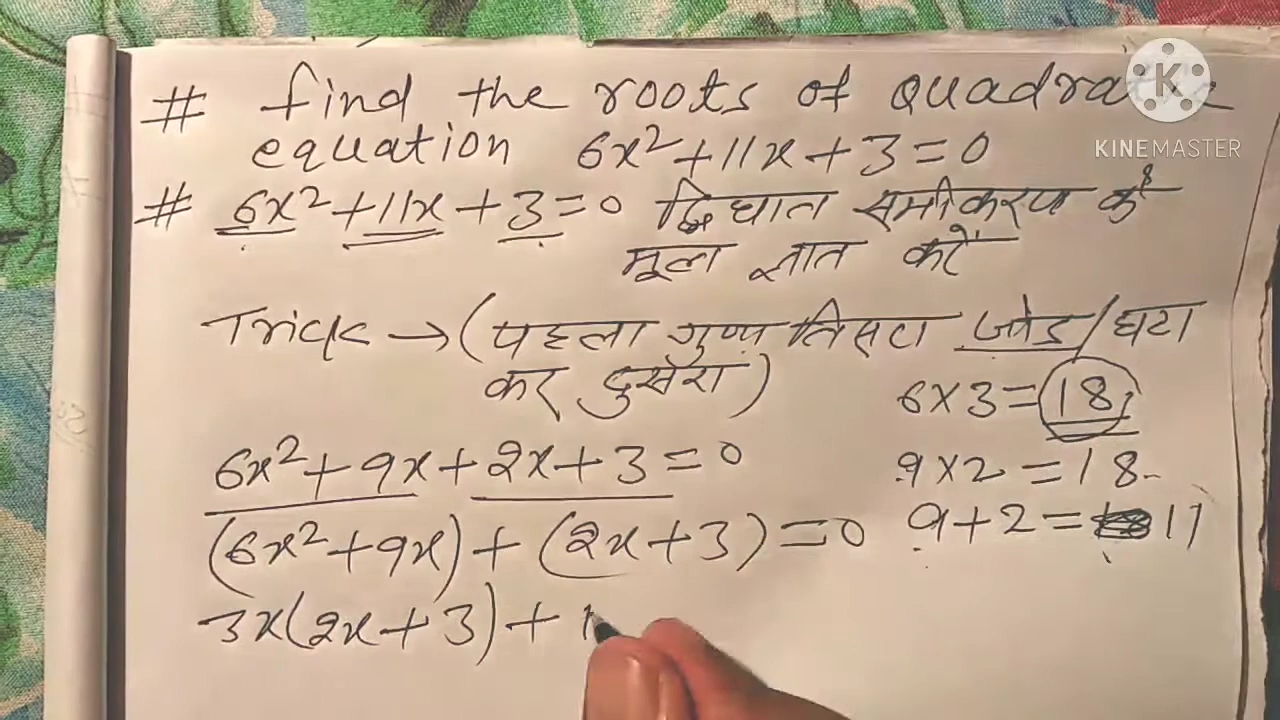 # find the roots of quadratic
equation 6x²+11x+3=0
# 6x²+11x+3=0 द्विघात समीकरण के
मूल ज्ञात करें
Trick → (पहला गुणा तिसरा जोड/घटा
कर दुसरा)
6×3=18
6x²+9x+2x+3=0
9×2=18
(6x²+9x)+(2x+3)=0
9+2=11
3x(2x+3)+1
K
KINEMASTER